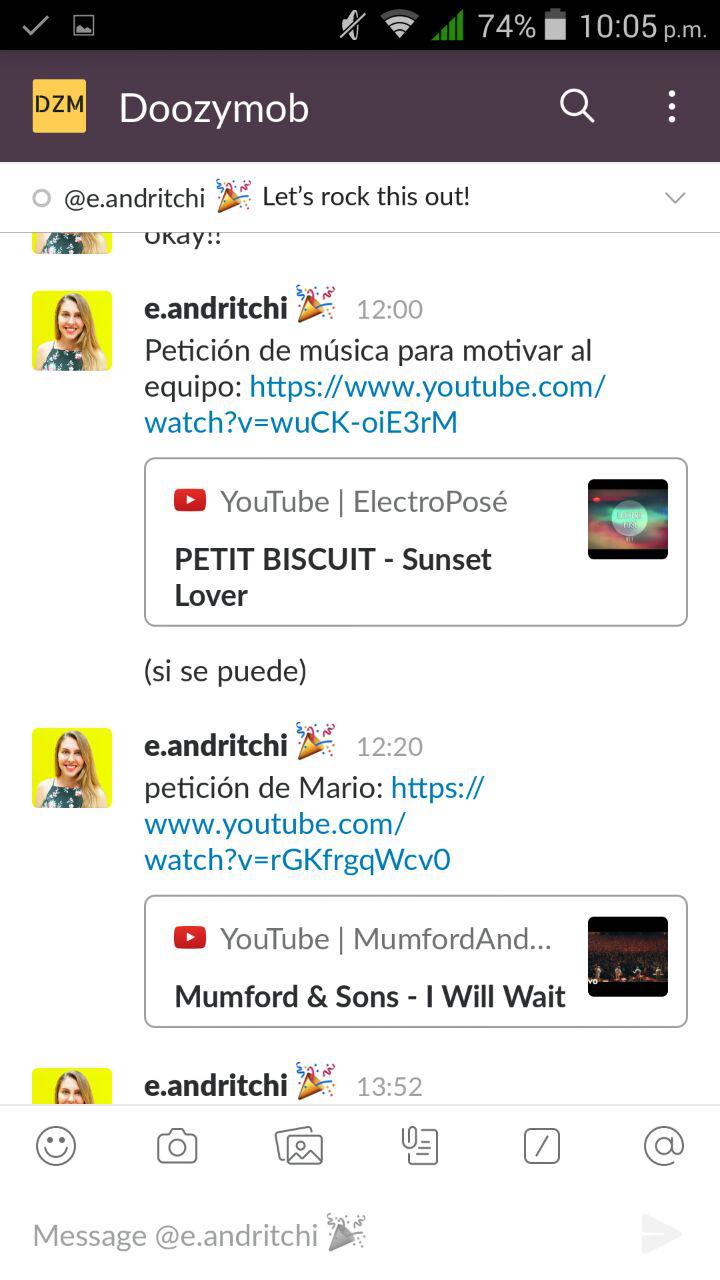 74% 10:05 p.m.
DZM Doozymob
@e.andritchi Let's rock this out!
okay!!
e.andritchi 12:00
Petición de música para motivar al
equipo: https://www.youtube.com/
watch?v=wuCK-oiE3rM
YouTube | ElectroPosé
PETIT BISCUIT - Sunset
Lover
(si se puede)
e.andritchi 12:20
petición de Mario: https://
www.youtube.com/
watch?v=rGKfrgqWcv0
YouTube | MumfordAnd...
Mumford & Sons - I Will Wait
e.andritchi 13:52
Message @e.andritchi